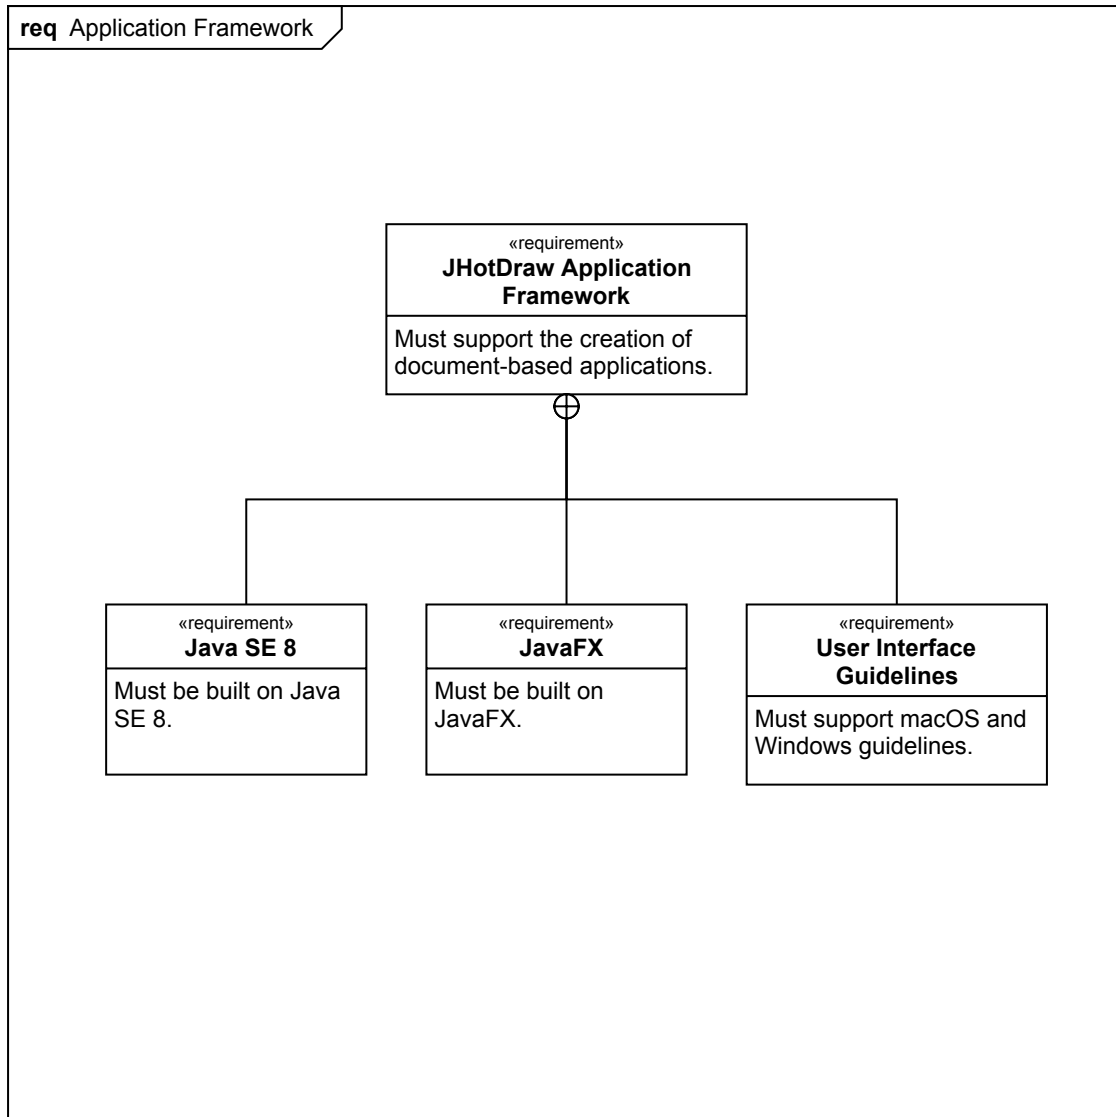 req Application Framework
«requirement»
JHotDraw Application
Framework
Must support the creation of
document-based applications.
«requirement»
Java SE 8
Must be built on Java
SE 8.
«requirement»
JavaFX
Must be built on
JavaFX.
«requirement»
User Interface
Guidelines
Must support macOS and
Windows guidelines.